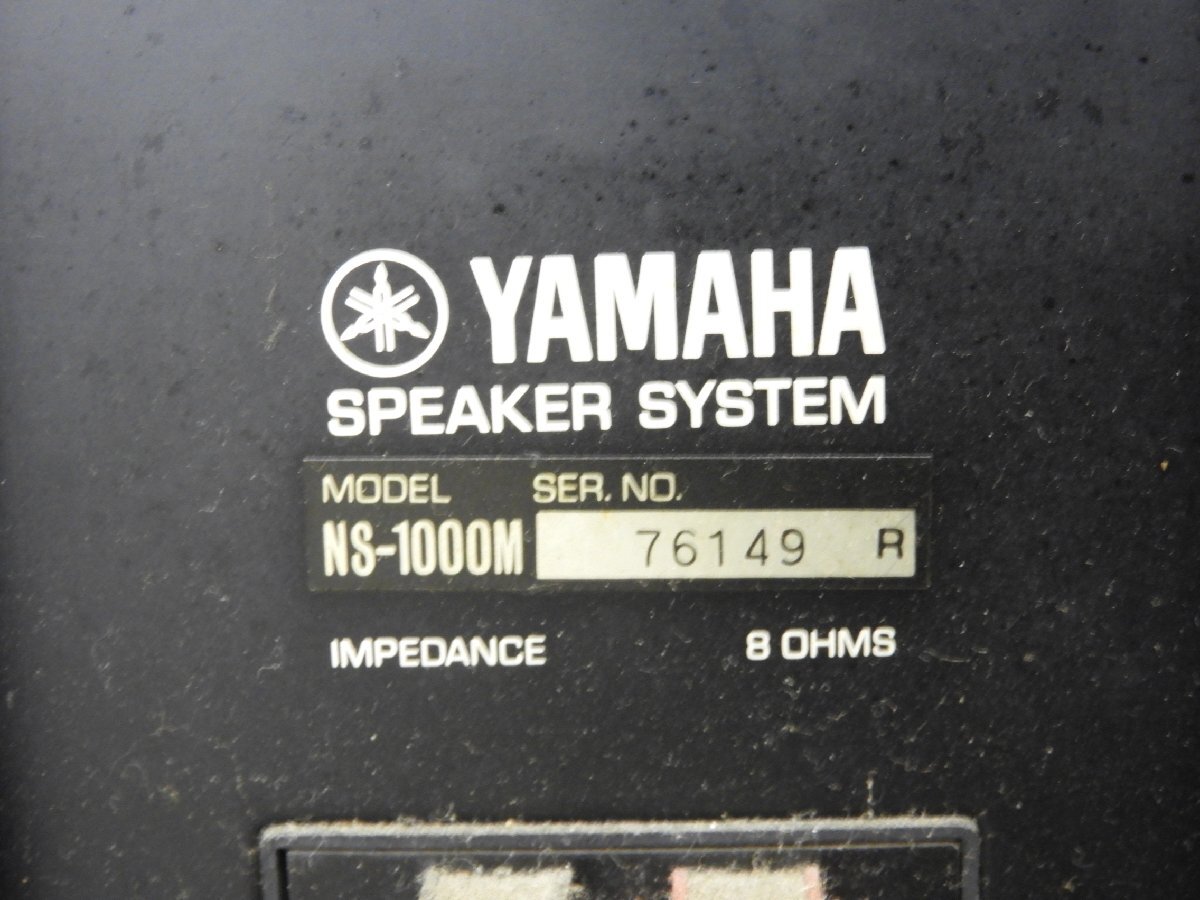 YAMAHA
SPEAKER SYSTEM
MODEL SER. NO.
NS-1000M 76149 R
IMPEDANCE 8 OHMS